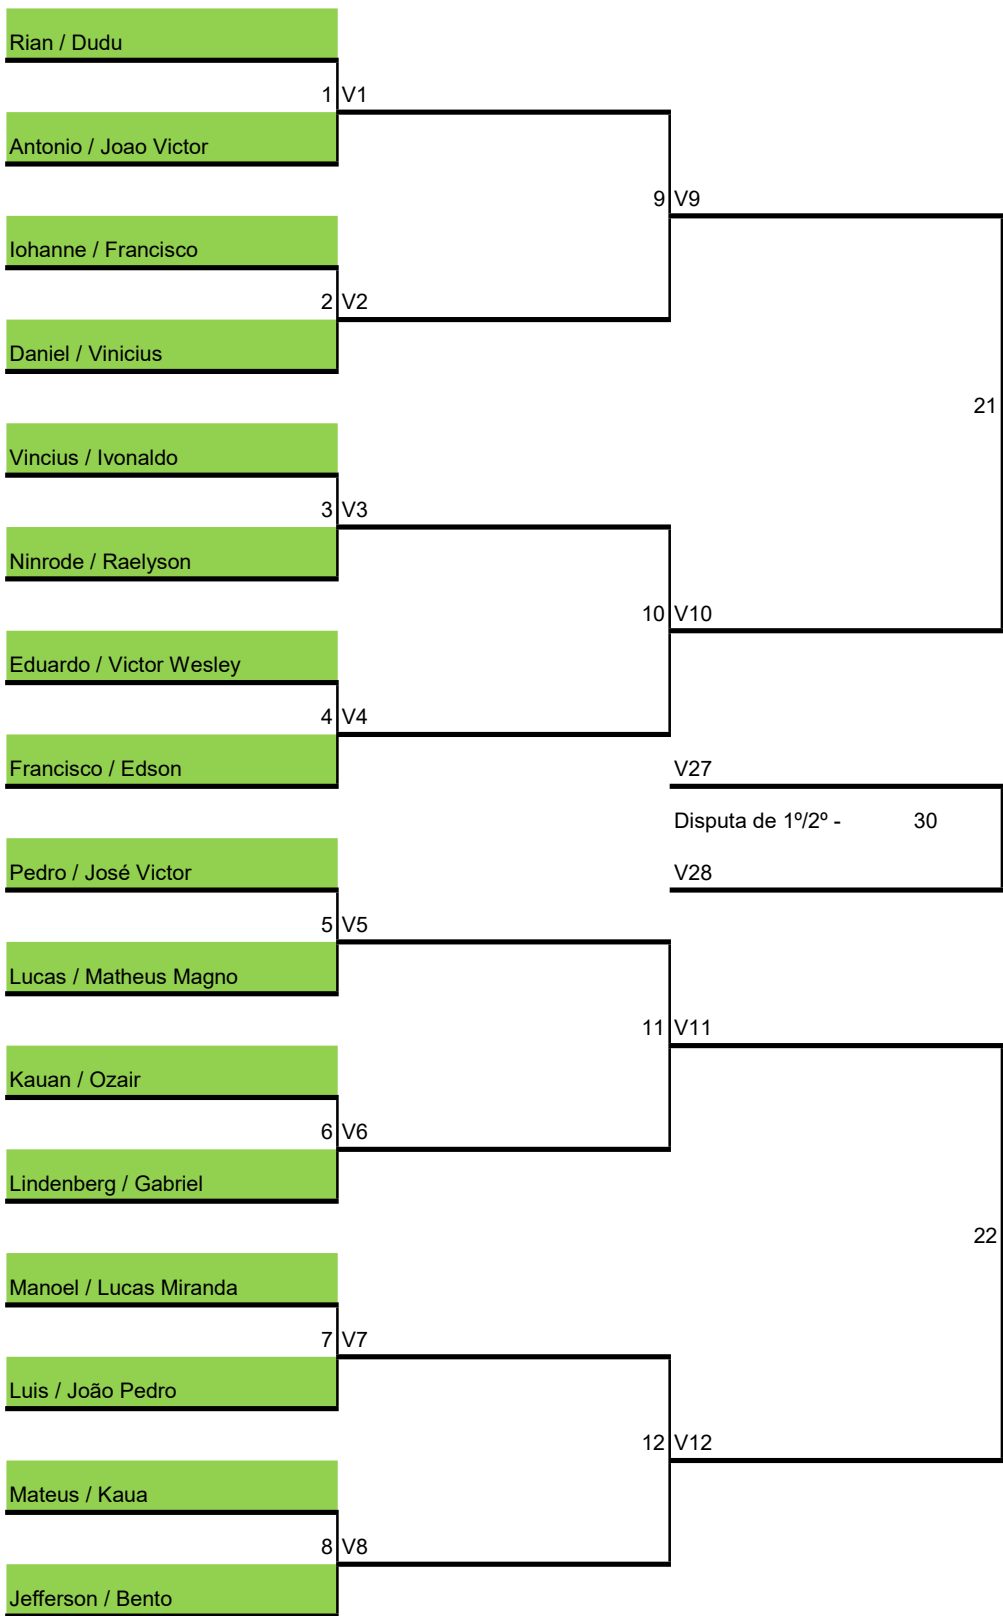 Rian / Dudu
1 V1
Antonio / Joao Victor
9 V9
Iohanne / Francisco
2 V2
Daniel / Vinicius
21
Vincius / Ivonaldo
3 V3
Ninrode / Raelyson
10 V10
Eduardo / Victor Wesley
4 V4
Francisco / Edson
V27
Disputa de 1º/2º - 30
Pedro / José Victor
V28
5 V5
Lucas / Matheus Magno
11 V11
Kauan / Ozair
6 V6
Lindenberg / Gabriel
22
Manoel / Lucas Miranda
7 V7
Luis / João Pedro
12 V12
Mateus / Kaua
8 V8
Jefferson / Bento